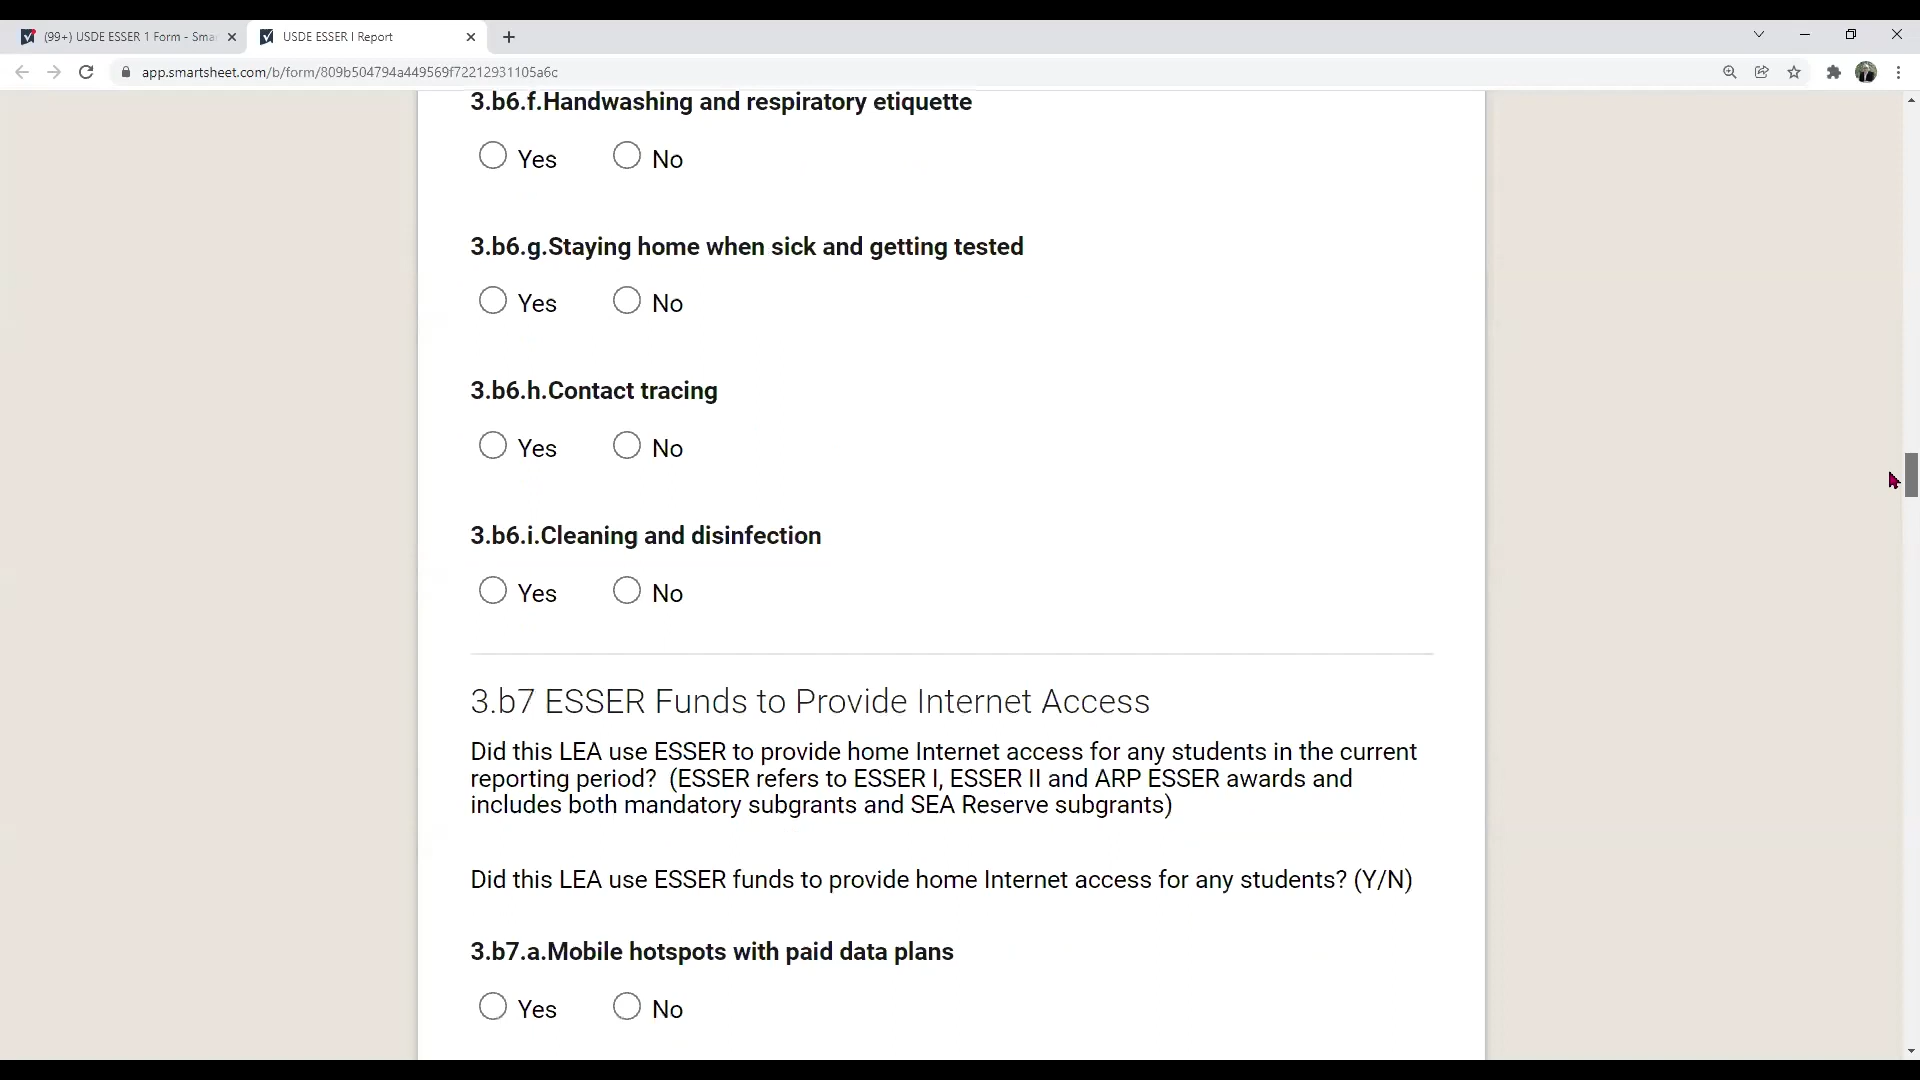 (99+) USDE ESSER 1 Form - Sma
USDE ESSER I Report
app.smartsheet.com/b/form/809b504794a449569f72212931105a6c
3.b6.f.Handwashing and respiratory etiquette
Yes No
3.b6.g.Staying home when sick and getting tested
Yes No
3.b6.h.Contact tracing
Yes No
3.b6.i.Cleaning and disinfection
Yes No
3.b7 ESSER Funds to Provide Internet Access
Did this LEA use ESSER to provide home Internet access for any students in the current
reporting period?  (ESSER refers to ESSER I, ESSER II and ARP ESSER awards and
includes both mandatory subgrants and SEA Reserve subgrants)
Did this LEA use ESSER funds to provide home Internet access for any students? (Y/N)
3.b7.a.Mobile hotspots with paid data plans
Yes No